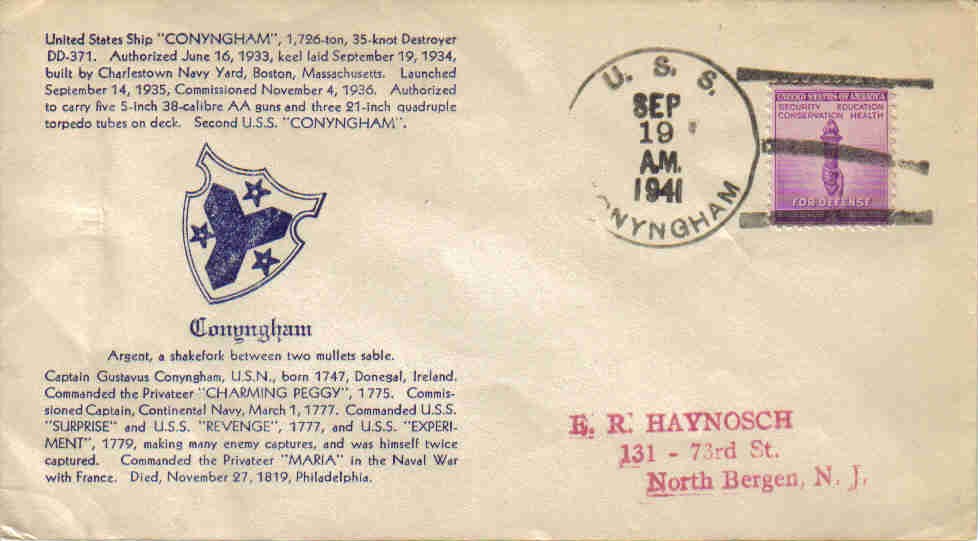 United States Ship "CONYNGHAM", 1,726-ton, 35-knot Destroyer
DD-371. Authorized June 16, 1933, keel laid September 19, 1934,
built by Charlestown Navy Yard, Boston, Massachusetts. Launched
September 14, 1935, Commissioned November 4, 1936. Authorized
to carry five 5-inch 38-calibre AA guns and three 21-inch quadruple
torpedo tubes on deck. Second U.S.S. "CONYNGHAM".
Conyngham
Argent, a shakefork between two mullets sable.
Captain Gustavus Conyngham, U.S.N., born 1747, Donegal, Ireland.
Commanded the Privateer "CHARMING PEGGY", 1775. Commis-
sioned Captain, Continental Navy, March 1, 1777. Commanded U.S.S.
"SURPRISE" and U.S.S. "REVENGE", 1777, and U.S.S. "EXPERI-
MENT", 1779, making many enemy captures, and was himself twice
captured. Commanded the Privateer "MARIA" in the Naval War
with France. Died, November 27, 1819, Philadelphia.
U. S. S.
SEP
19
A.M.
1941
ONYNGHAM
UNITED STATES OF AMERICA
SECURITY EDUCATION
CONSERVATION HEALTH
FOR DEFENSE
E. R. HAYNOSCH
131 - 73rd St.
North Bergen, N. J.